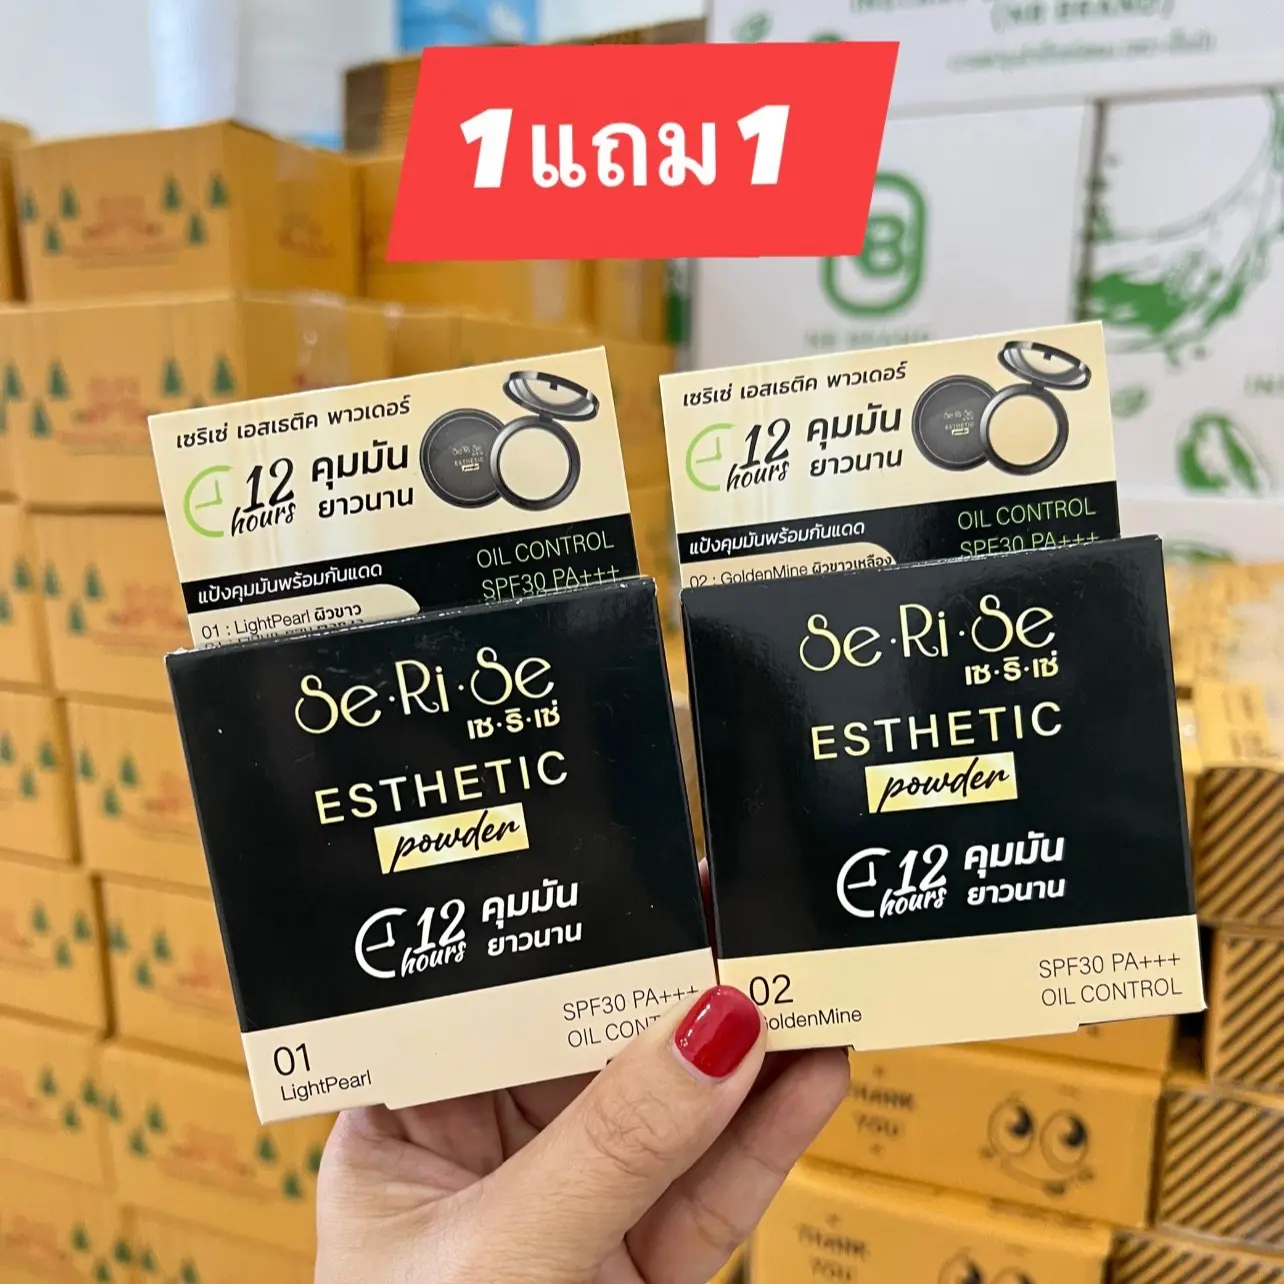 1 แถม 1
(NB BRAND)
เซริเซ่ เอสเธติค พาวเดอร์
12 hours
คุมมัน
ยาวนาน
แป้งคุมมันพร้อมกันแดด
OIL CONTROL
SPF30 PA+++
01 : LightPearl ผิวขาว
Se·Ri·Se
เซ·ริ·เซ่
ESTHETIC
powder
12 hours
คุมมัน
ยาวนาน
SPF30 PA+++
OIL CONT
01
LightPearl
เซริเซ่ เอสเธติค พาวเดอร์
12 hours
คุมมัน
ยาวนาน
แป้งคุมมันพร้อมกันแดด
OIL CONTROL
SPF30 PA+++
02 : GoldenMine ผิวขาวเหลือง
Se·Ri·Se
เซ·ริ·เซ่
ESTHETIC
powder
12 hours
คุมมัน
ยาวนาน
SPF30 PA+++
OIL CONTROL
02
GoldenMine
THANK
YOU